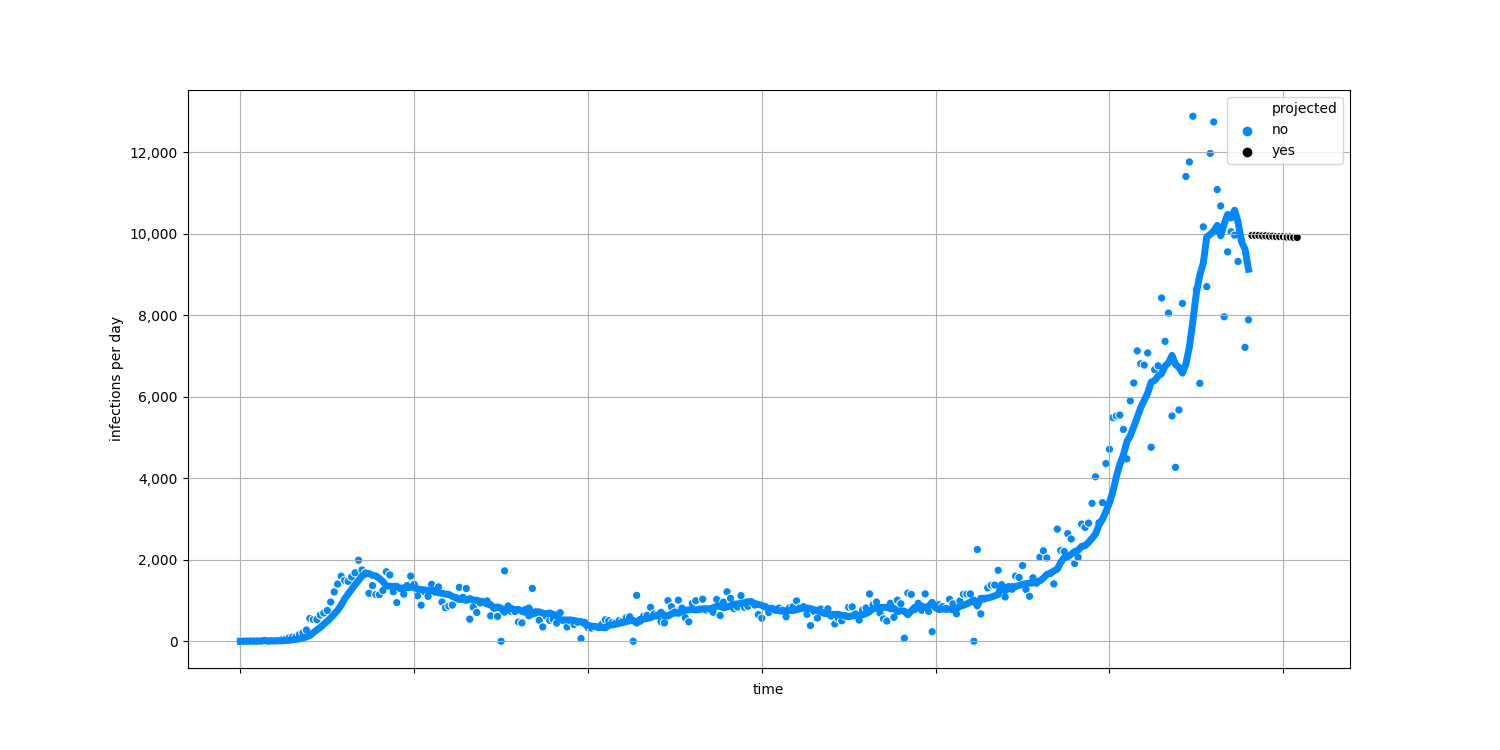 projected
no
yes
12,000
10,000
8,000
6,000
4,000
2,000
0
infections per day
time